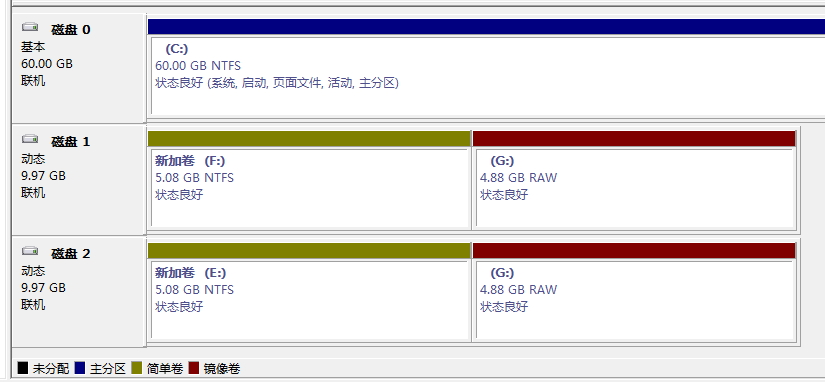 磁盘 0
基本
60.00 GB
联机
(C:)
60.00 GB NTFS
状态良好 (系统, 启动, 页面文件, 活动, 主分区)
磁盘 1
动态
9.97 GB
联机
新加卷 (F:)
5.08 GB NTFS
状态良好
(G:)
4.88 GB RAW
状态良好
磁盘 2
动态
9.97 GB
联机
新加卷 (E:)
5.08 GB NTFS
状态良好
(G:)
4.88 GB RAW
状态良好
未分配 主分区 简单卷 镜像卷